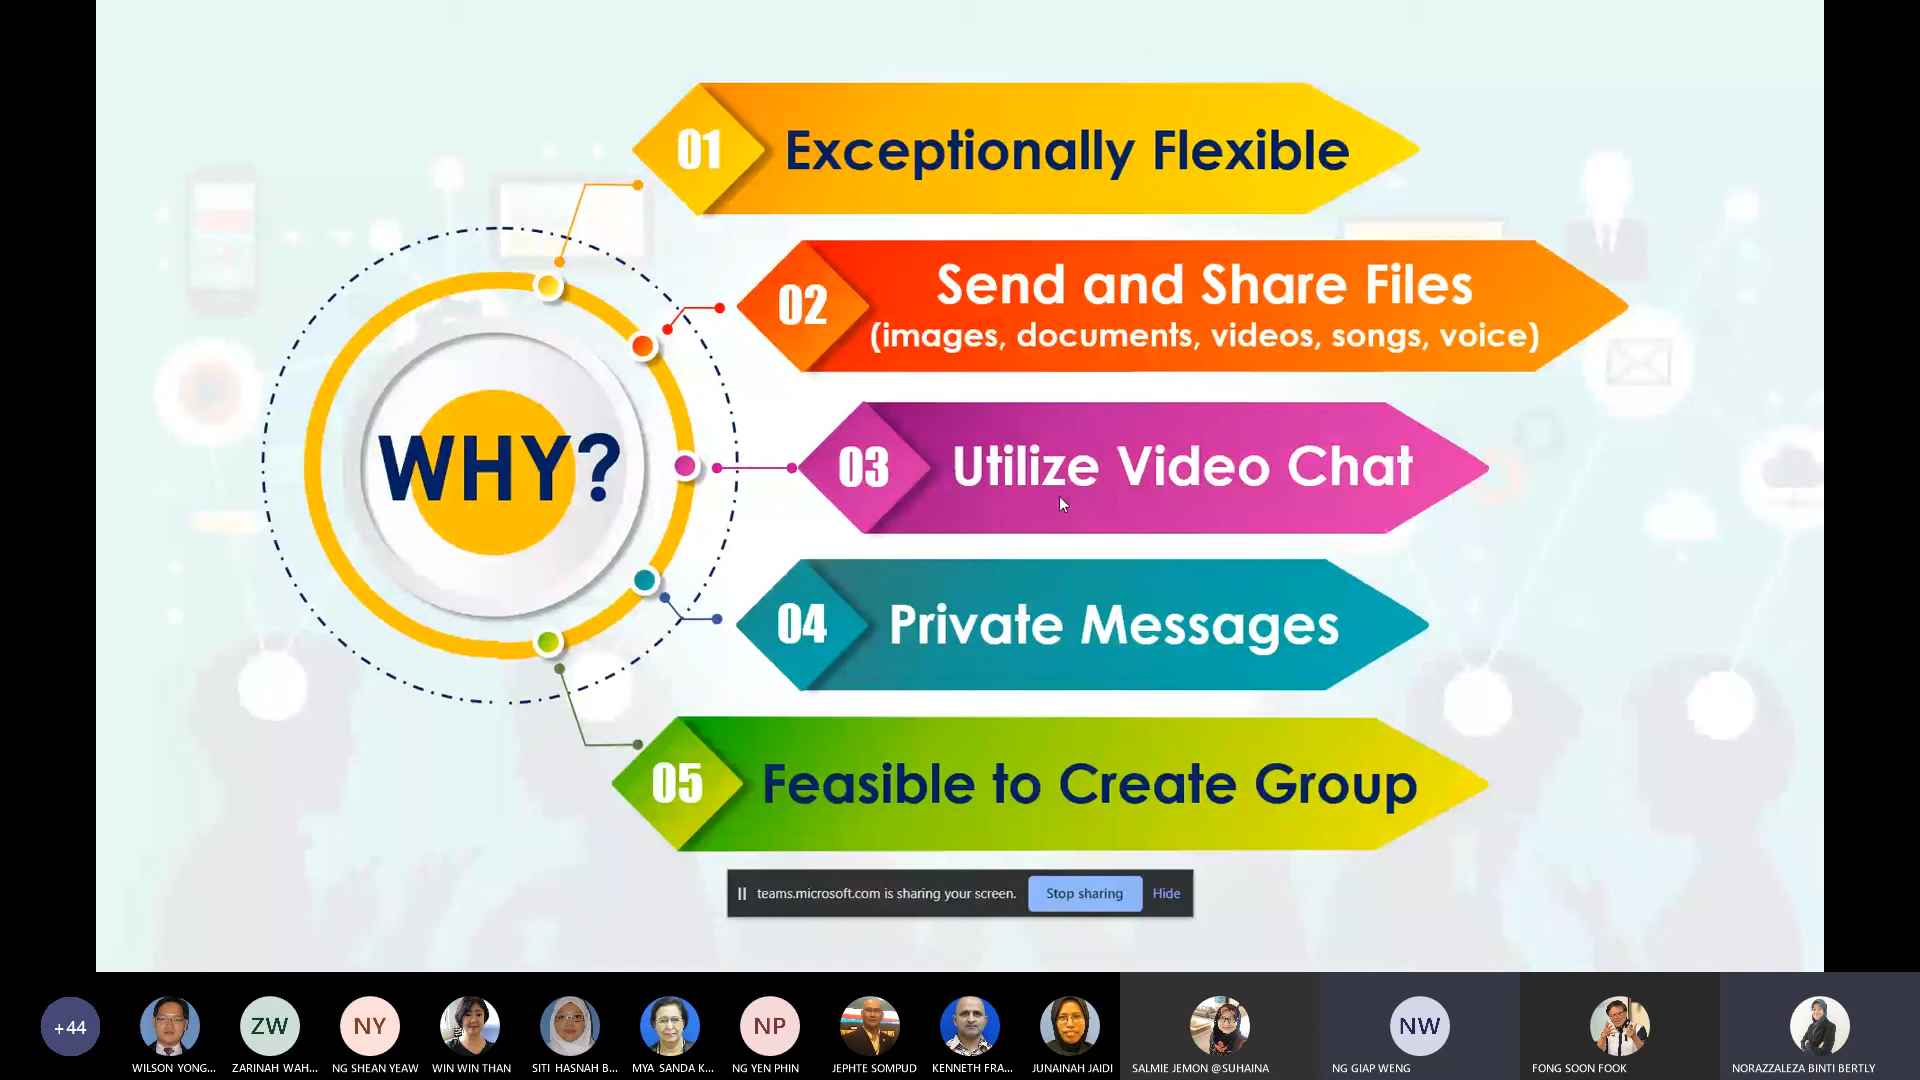 01
Exceptionally Flexible
02
Send and Share Files
(images, documents, videos, songs, voice)
WHY?
03
Utilize Video Chat
04
Private Messages
05
Feasible to Create Group
teams.microsoft.com is sharing your screen.
Stop sharing
Hide
+44
ZW
NY
NP
NW
WILSON YONG...
ZARINAH WAH...
NG SHEAN YEAW
WIN WIN THAN
SITI HASNAH B...
MYA SANDA K...
NG YEN PHIN
JEPHTE SOMPUD
KENNETH FRA...
JUNAINAH JAIDI
SALMIE JEMON @SUHAINA
NG GIAP WENG
FONG SOON FOOK
NORAZZALEZA BINTI BERTLY